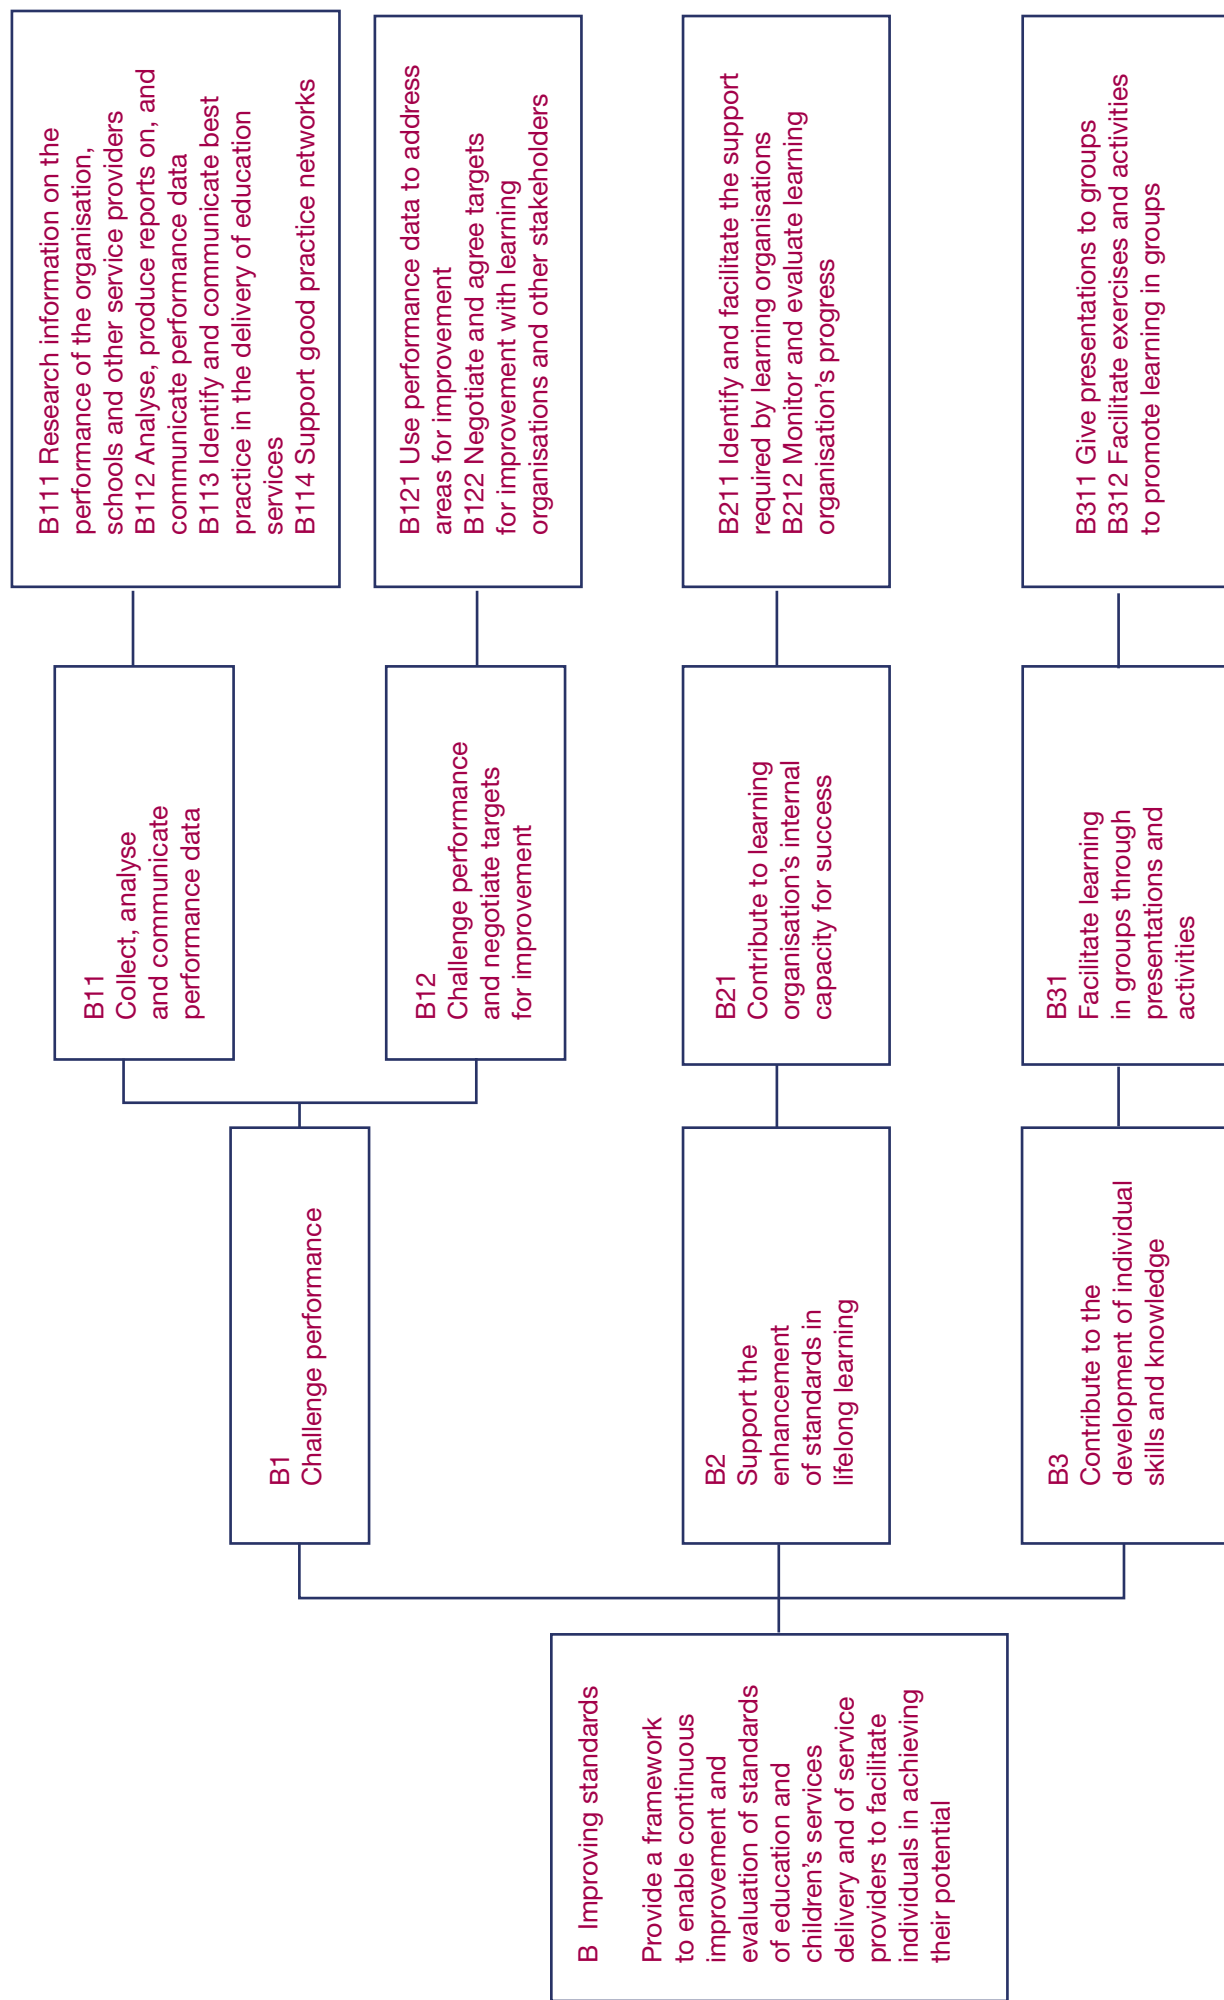 B  Improving standards
Provide a framework
to enable continuous
improvement and
evaluation of standards
of education and
children’s services
delivery and of service
providers to facilitate
individuals in achieving
their potential
B1
Challenge performance
B2
Support the
enhancement
of standards in
lifelong learning
B3
Contribute to the
development of individual
skills and knowledge
B11
Collect, analyse
and communicate
performance data
B12
Challenge performance
and negotiate targets
for improvement
B21
Contribute to learning
organisation’s internal
capacity for success
B31
Facilitate learning
in groups through
presentations and
activities
B111 Research information on the
performance of the organisation,
schools and other service providers
B112 Analyse, produce reports on, and
communicate performance data
B113 Identify and communicate best
practice in the delivery of education
services
B114 Support good practice networks
B121 Use performance data to address
areas for improvement
B122 Negotiate and agree targets
for improvement with learning
organisations and other stakeholders
B211 Identify and facilitate the support
required by learning organisations
B212 Monitor and evaluate learning
organisation’s progress
B311 Give presentations to groups
B312 Facilitate exercises and activities
to promote learning in groups